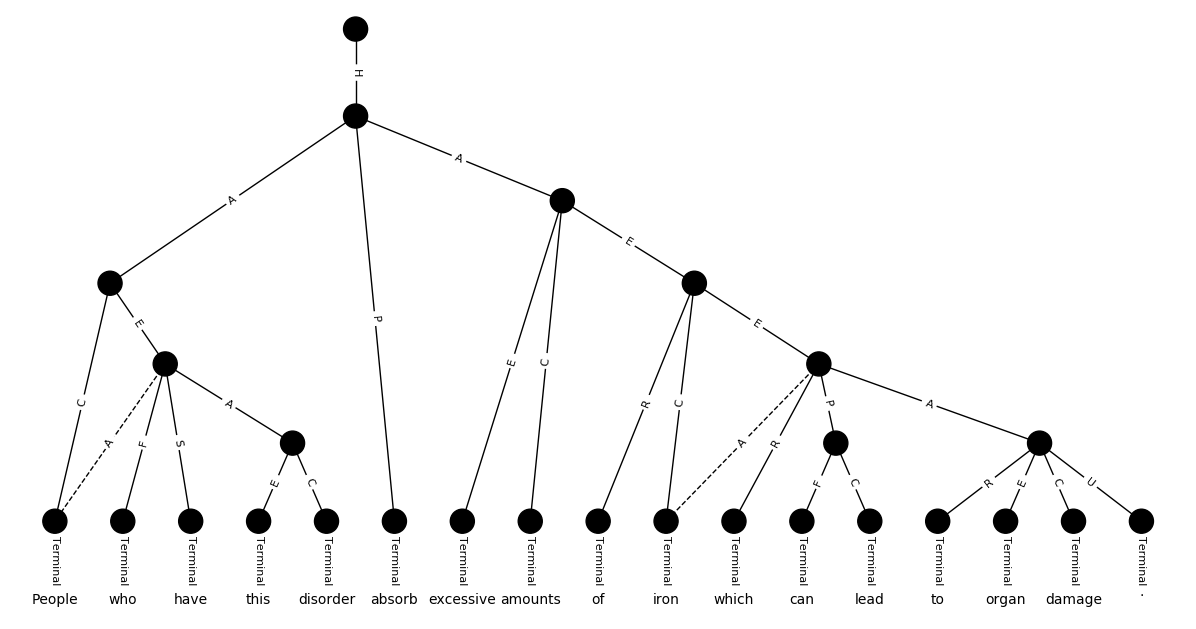 H
A
A
P
E
E
E
C
E
C
A
R
C
P
A
A
F
S
A
R
E
C
F
C
R
E
C
U
Terminal Terminal Terminal Terminal Terminal Terminal Terminal Terminal Terminal Terminal Terminal Terminal Terminal Terminal Terminal Terminal Terminal
People who have this disorder absorb excessive amounts of iron which can lead to organ damage .